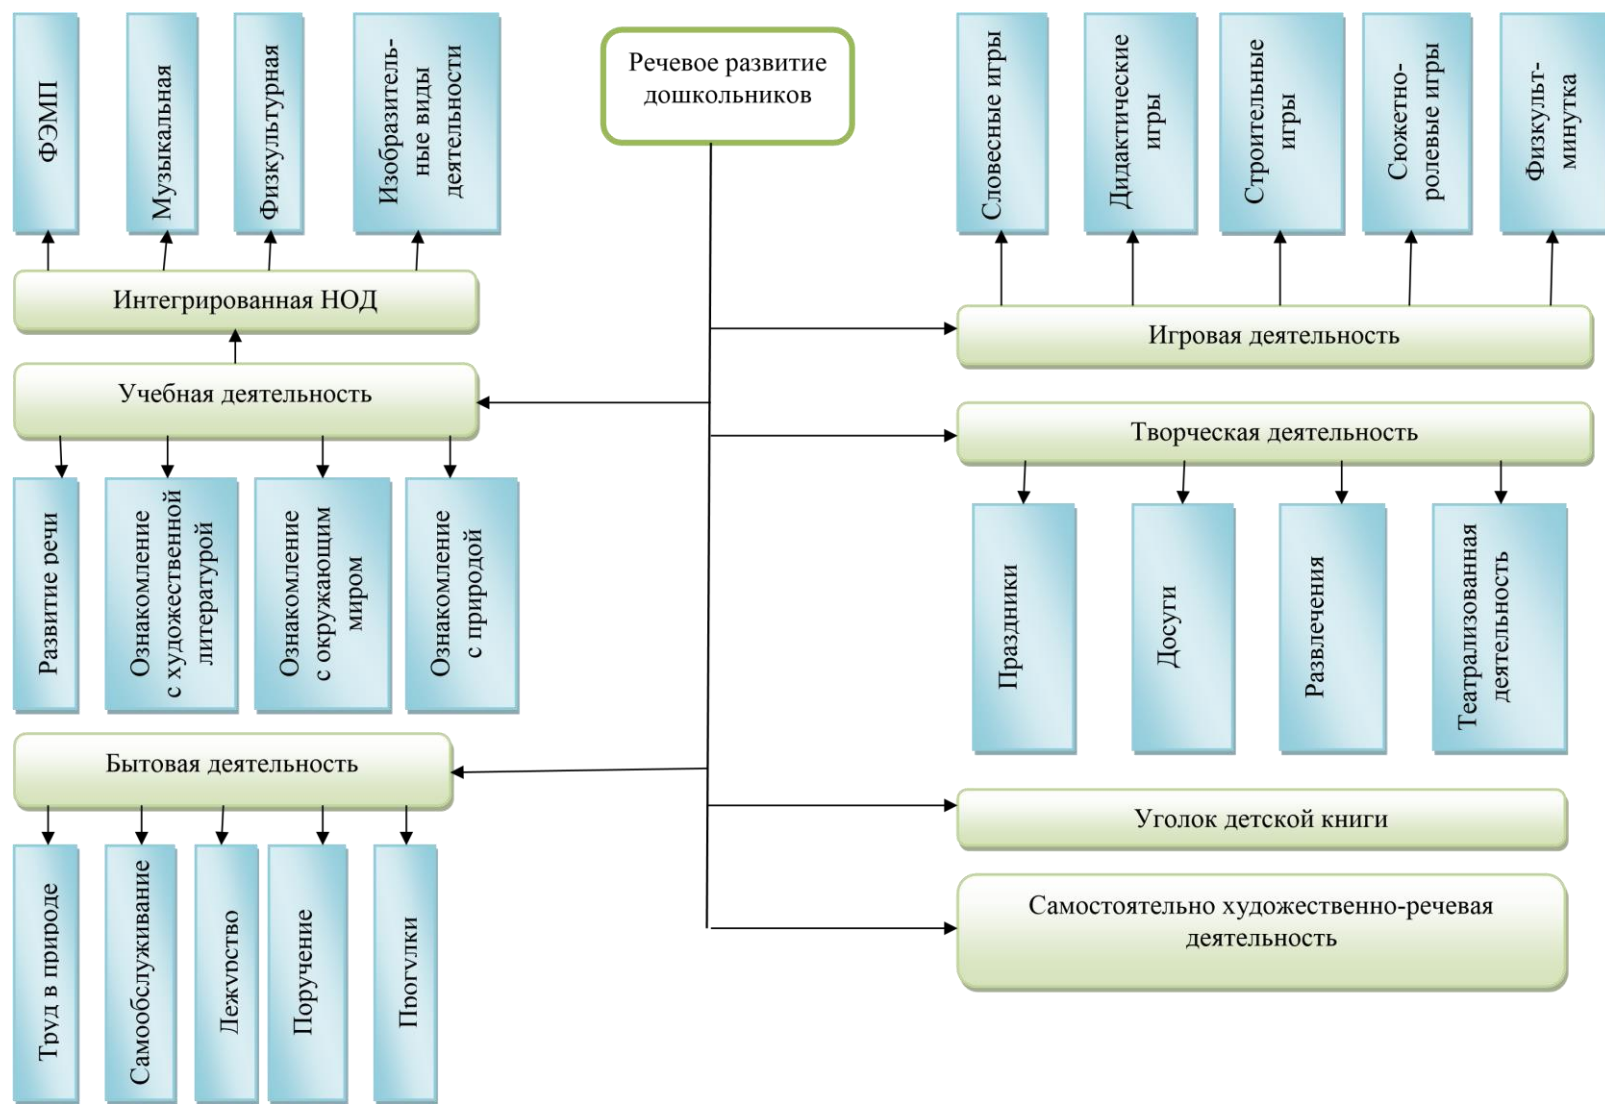 Речевое развитие
дошкольников
ФЭМП
Музыкальная
Физкультурная
Изобразитель-
ные виды
деятельности
Интегрированная НОД
Учебная деятельность
Развитие речи
Ознакомление
с художественной
литературой
Ознакомление
с окружающим
миром
Ознакомление
с природой
Бытовая деятельность
Труд в природе
Самообслуживание
Дежурство
Поручение
Прогулки
Словесные игры
Дидактические
игры
Строительные
игры
Сюжетно-
ролевые игры
Физкульт-
минутка
Игровая деятельность
Творческая деятельность
Праздники
Досуги
Развлечения
Театрализованная
деятельность
Уголок детской книги
Самостоятельно художественно-речевая
деятельность